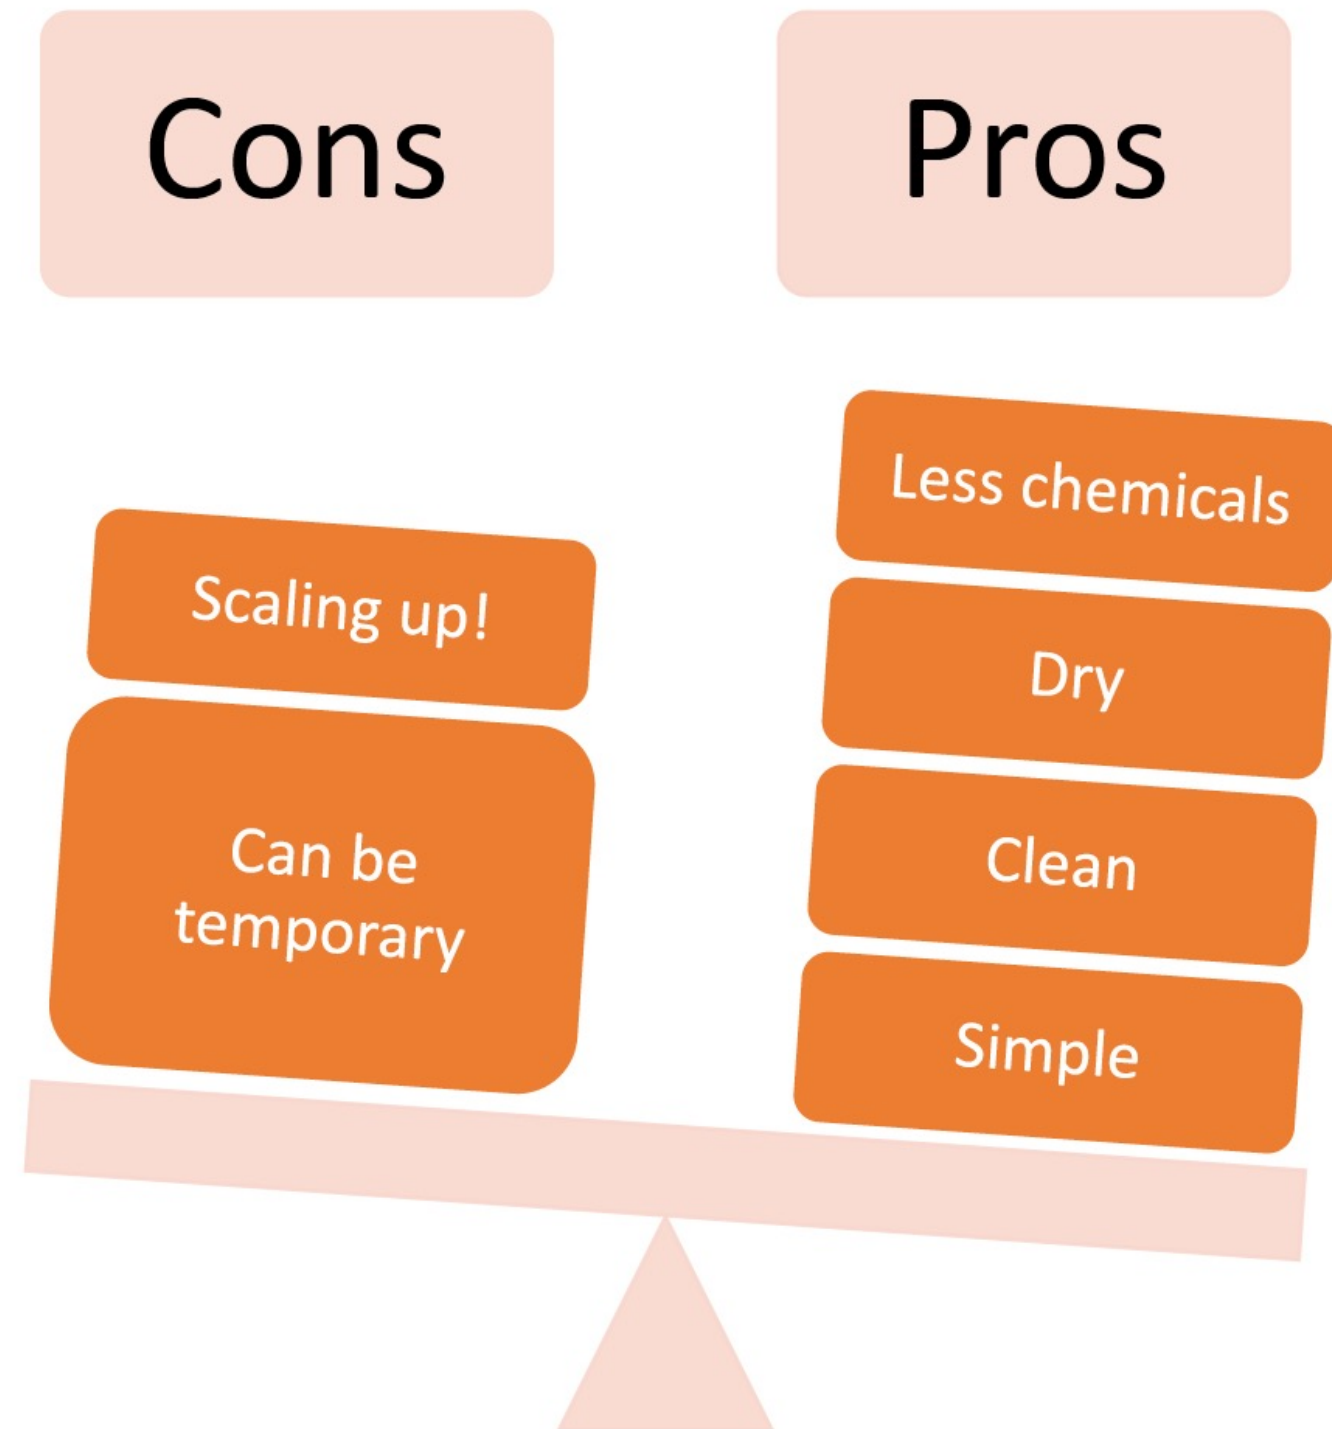 Cons
Pros
Scaling up!
Can be
temporary
Less chemicals
Dry
Clean
Simple